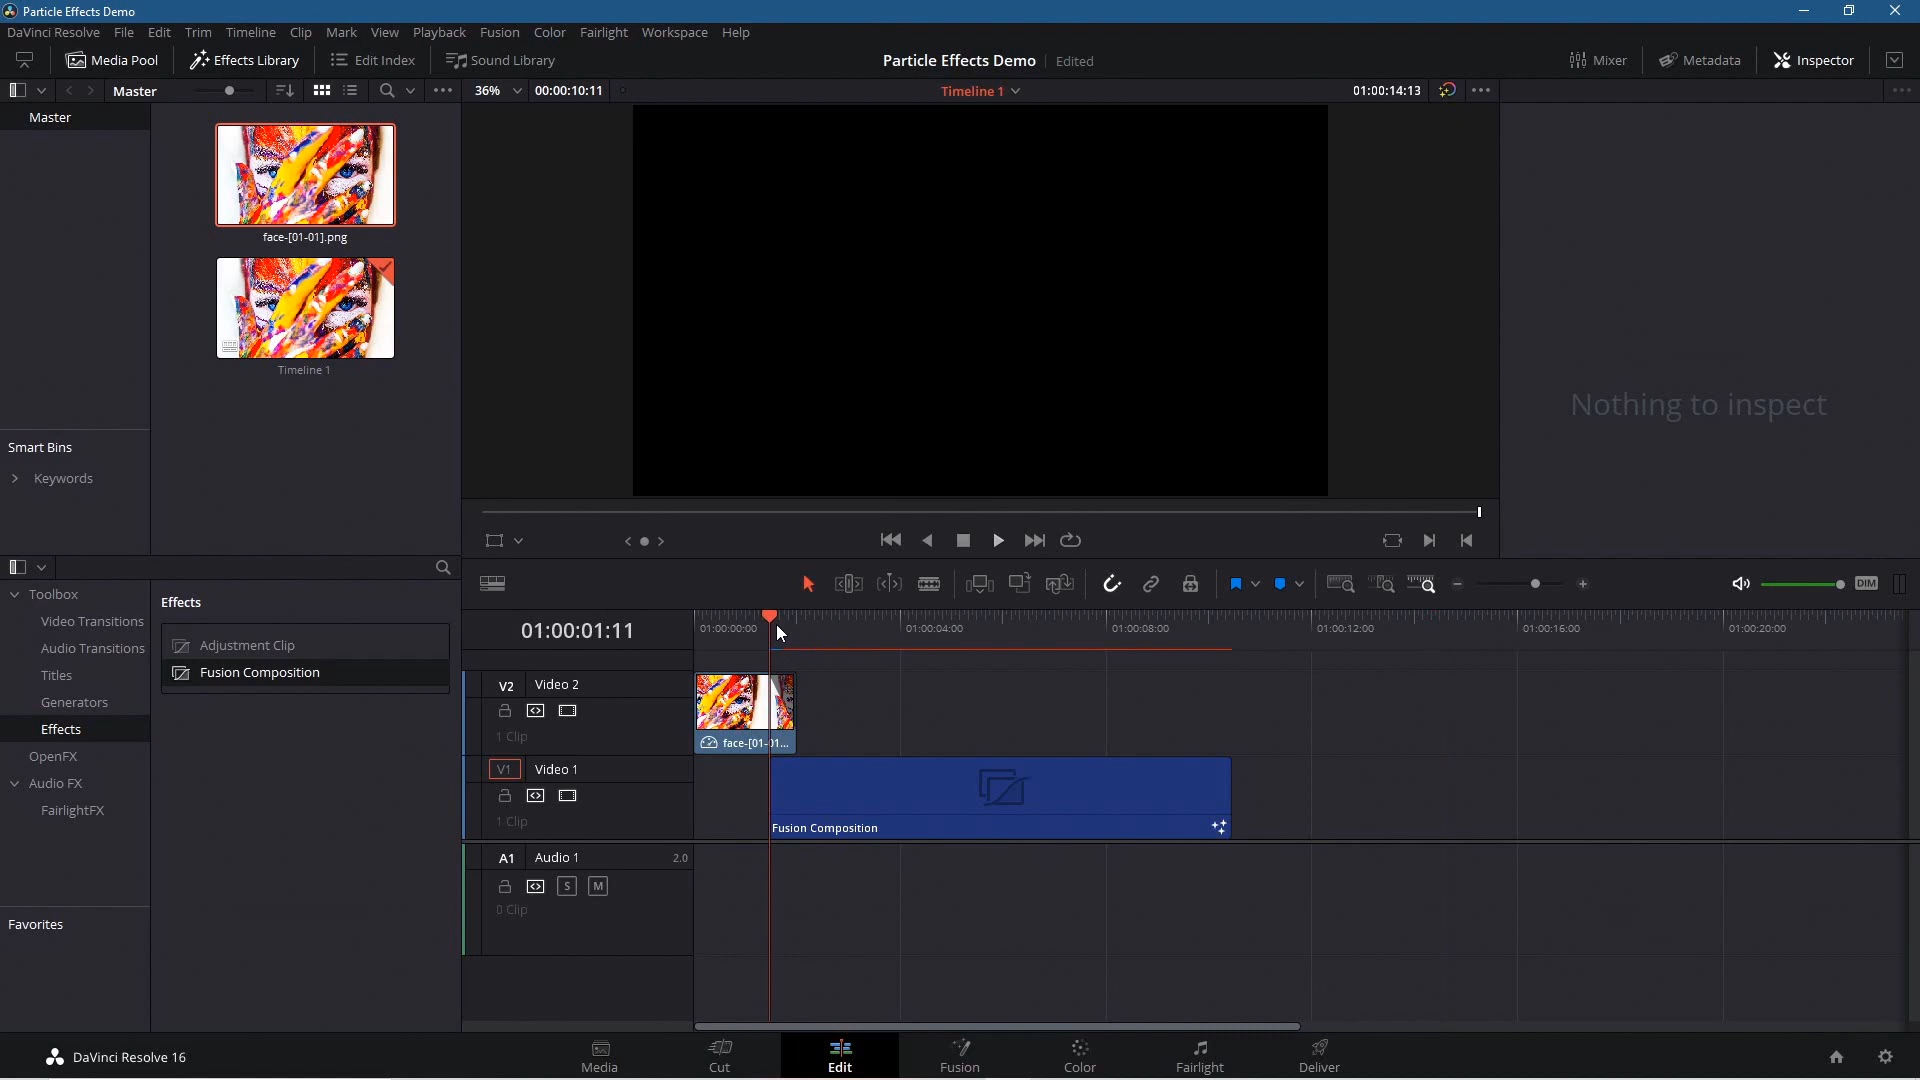 Particle Effects Demo
DaVinci Resolve File Edit Trim Timeline Clip Mark View Playback Fusion Color Fairlight Workspace Help
Media Pool Effects Library Edit Index Sound Library Particle Effects Demo Edited Mixer Metadata Inspector
Master 36% 00:00:10:11 Timeline 1 01:00:14:13
Master
face-[01-01].png
Timeline 1
Nothing to inspect
Smart Bins
Keywords
Toolbox
Video Transitions
Audio Transitions
Titles
Generators
Effects
OpenFX
Audio FX
FairlightFX
Favorites
Effects
Adjustment Clip
Fusion Composition
DIM
01:00:01:11
01:00:00:00 01:00:04:00 01:00:08:00 01:00:12:00 01:00:16:00 01:00:20:00
V2 Video 2
1 Clip
face-[01-01...
V1 Video 1
1 Clip
Fusion Composition
A1 Audio 1 2.0
S M
0 Clip
DaVinci Resolve 16
Media Cut Edit Fusion Color Fairlight Deliver